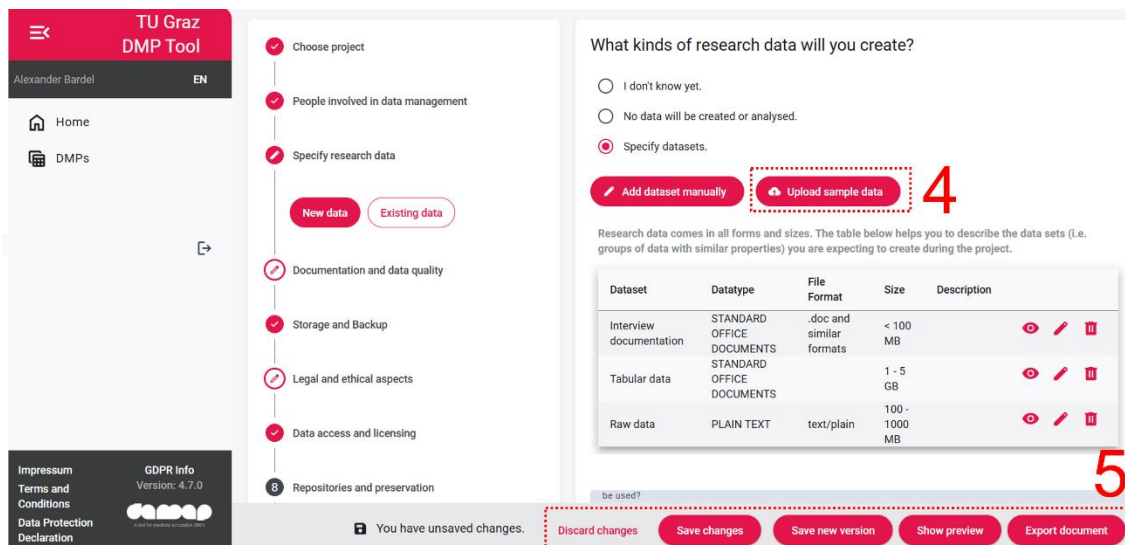 TU Graz
DMP Tool
Alexander Bardel
EN
Home
DMPs
Impressum
Terms and
Conditions
Data Protection
Declaration
GDPR Info
Version: 4.7.0
damap
Choose project
People involved in data management
Specify research data
New data
Existing data
Documentation and data quality
Storage and Backup
Legal and ethical aspects
Data access and licensing
8 Repositories and preservation
What kinds of research data will you create?
I don't know yet.
No data will be created or analysed.
Specify datasets.
Add dataset manually
Upload sample data
4
Research data comes in all forms and sizes. The table below helps you to describe the data sets (i.e.
groups of data with similar properties) you are expecting to create during the project.
Dataset Datatype File Format Size Description
Interview documentation STANDARD OFFICE DOCUMENTS .doc and similar formats < 100 MB
Tabular data STANDARD OFFICE DOCUMENTS 1 - 5 GB
Raw data PLAIN TEXT text/plain 100 - 1000 MB
be used?
5
You have unsaved changes.
Discard changes
Save changes
Save new version
Show preview
Export document